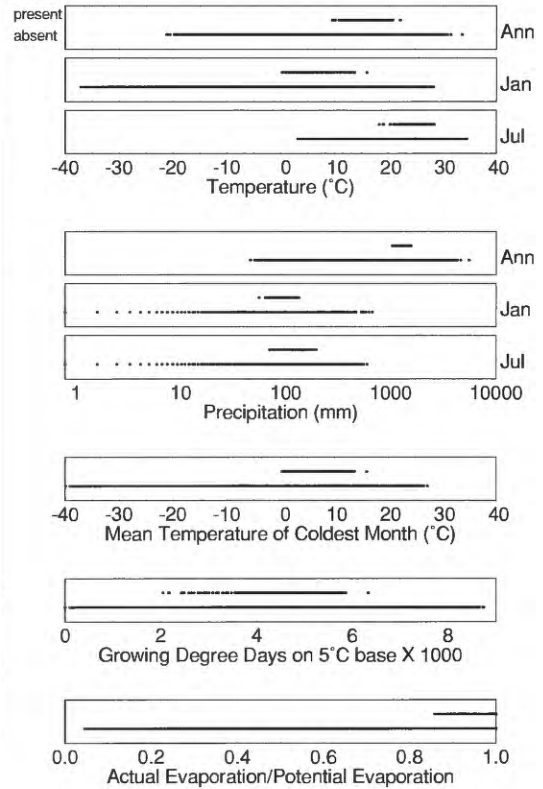 present
absent
Ann
Jan
Jul
-40 -30 -20 -10 0 10 20 30 40
Temperature (°C)
Ann
Jan
Jul
1 10 100 1000 10000
Precipitation (mm)
-40 -30 -20 -10 0 10 20 30 40
Mean Temperature of Coldest Month (°C)
0 2 4 6 8
Growing Degree Days on 5°C base X 1000
0.0 0.2 0.4 0.6 0.8 1.0
Actual Evaporation/Potential Evaporation